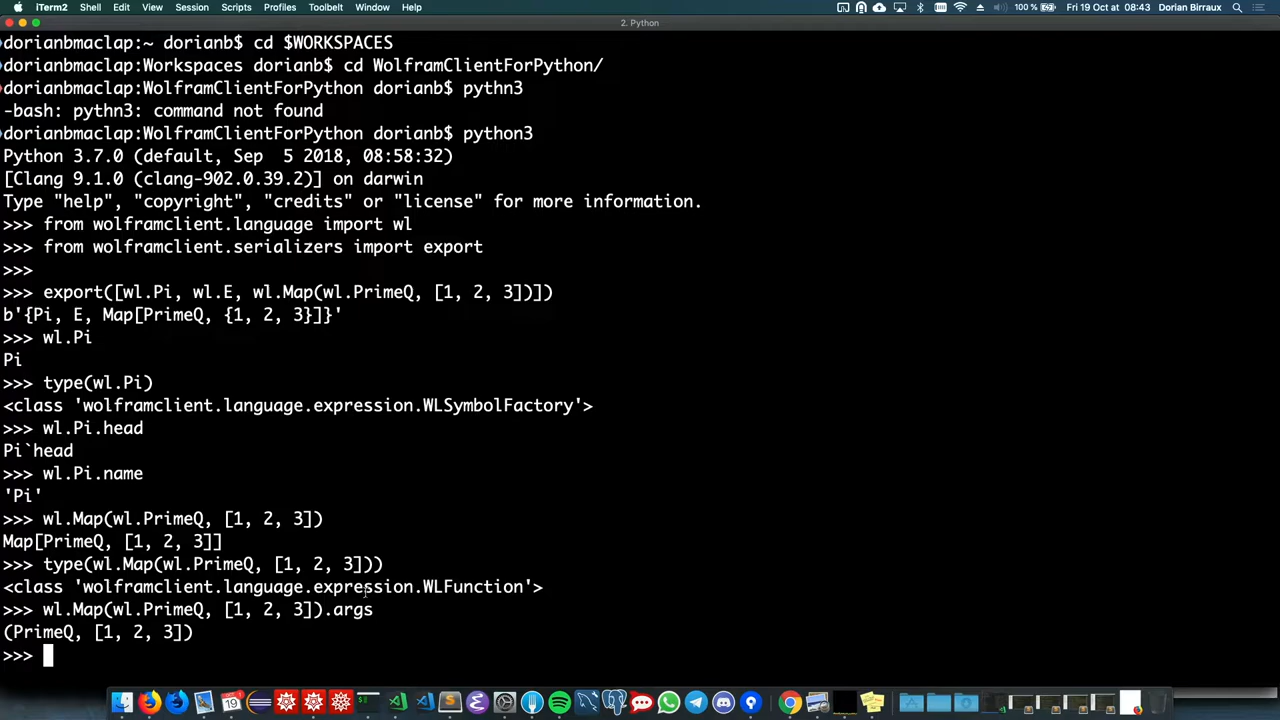 iTerm2 Shell Edit View Session Scripts Profiles Toolbelt Window Help 100 % Fri 19 Oct at 08:43 Dorian Birraux
2. Python
dorianbmaclap:~ dorianb$ cd $WORKSPACES
dorianbmaclap:Workspaces dorianb$ cd WolframClientForPython/
dorianbmaclap:WolframClientForPython dorianb$ pythn3
-bash: pythn3: command not found
dorianbmaclap:WolframClientForPython dorianb$ python3
Python 3.7.0 (default, Sep  5 2018, 08:58:32)
[Clang 9.1.0 (clang-902.0.39.2)] on darwin
Type "help", "copyright", "credits" or "license" for more information.
>>> from wolframclient.language import wl
>>> from wolframclient.serializers import export
>>>
>>> export([wl.Pi, wl.E, wl.Map(wl.PrimeQ, [1, 2, 3])])
b'{Pi, E, Map[PrimeQ, {1, 2, 3}]}'
>>> wl.Pi
Pi
>>> type(wl.Pi)
<class 'wolframclient.language.expression.WLSymbolFactory'>
>>> wl.Pi.head
Pi`head
>>> wl.Pi.name
'Pi'
>>> wl.Map(wl.PrimeQ, [1, 2, 3])
Map[PrimeQ, [1, 2, 3]]
>>> type(wl.Map(wl.PrimeQ, [1, 2, 3]))
<class 'wolframclient.language.expression.WLFunction'>
>>> wl.Map(wl.PrimeQ, [1, 2, 3]).args
(PrimeQ, [1, 2, 3])
>>>
19